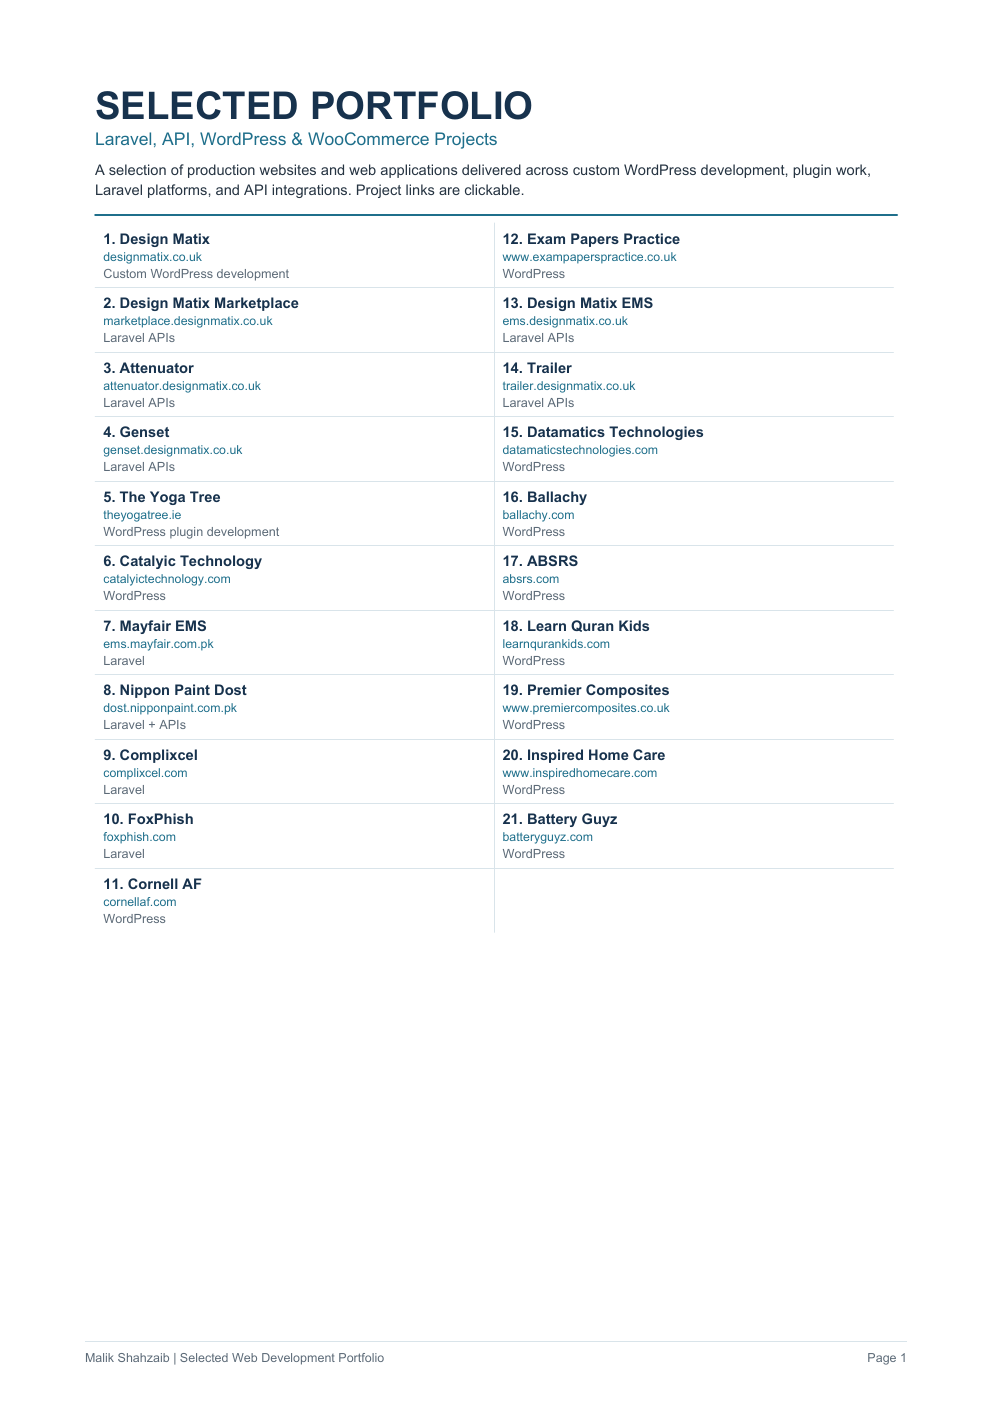 SELECTED PORTFOLIO
Laravel, API, WordPress & WooCommerce Projects
A selection of production websites and web applications delivered across custom WordPress development, plugin work,
Laravel platforms, and API integrations. Project links are clickable.
1. Design Matix
designmatix.co.uk
Custom WordPress development
2. Design Matix Marketplace
marketplace.designmatix.co.uk
Laravel APIs
3. Attenuator
attenuator.designmatix.co.uk
Laravel APIs
4. Genset
genset.designmatix.co.uk
Laravel APIs
5. The Yoga Tree
theyogatree.ie
WordPress plugin development
6. Catalyic Technology
catalyictechnology.com
WordPress
7. Mayfair EMS
ems.mayfair.com.pk
Laravel
8. Nippon Paint Dost
dost.nipponpaint.com.pk
Laravel + APIs
9. Complixcel
complixcel.com
Laravel
10. FoxPhish
foxphish.com
Laravel
11. Cornell AF
cornellaf.com
WordPress
12. Exam Papers Practice
www.exampaperspractice.co.uk
WordPress
13. Design Matix EMS
ems.designmatix.co.uk
Laravel APIs
14. Trailer
trailer.designmatix.co.uk
Laravel APIs
15. Datamatics Technologies
datamaticstechnologies.com
WordPress
16. Ballachy
ballachy.com
WordPress
17. ABSRS
absrs.com
WordPress
18. Learn Quran Kids
learnqurankids.com
WordPress
19. Premier Composites
www.premiercomposites.co.uk
WordPress
20. Inspired Home Care
www.inspiredhomecare.com
WordPress
21. Battery Guyz
batteryguyz.com
WordPress
Malik Shahzaib | Selected Web Development Portfolio
Page 1